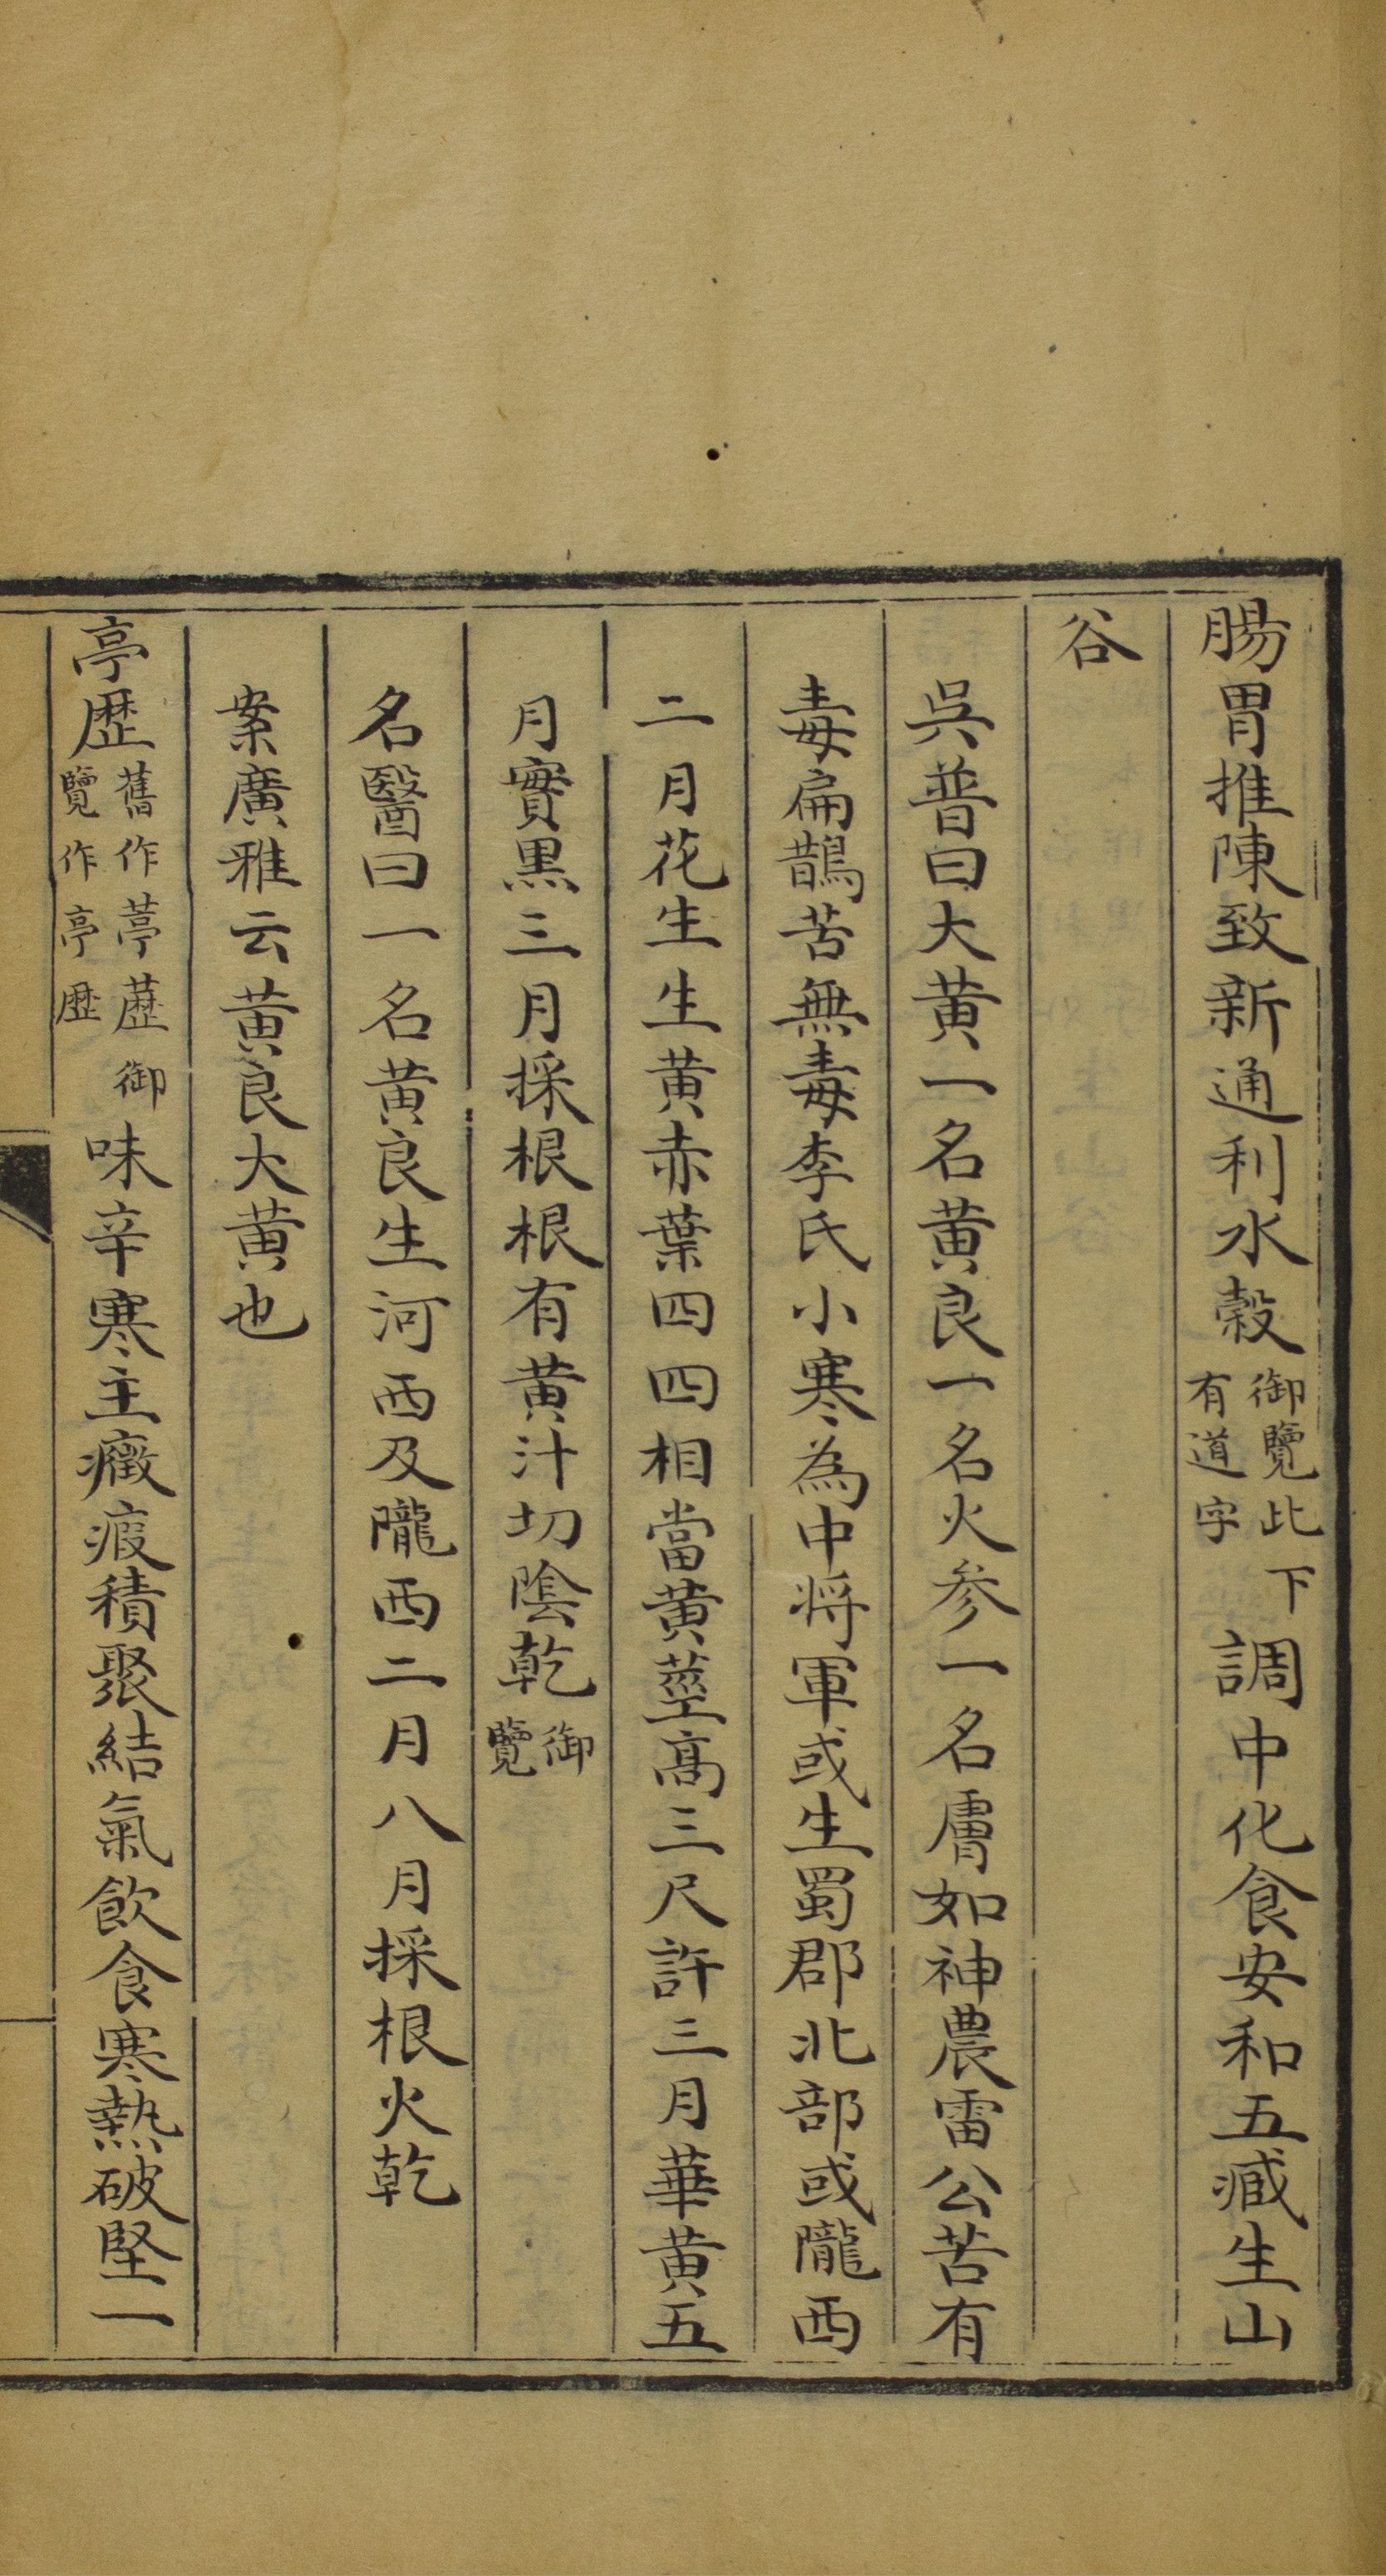 腸胃推陳致新通利水穀御覽此下有道字調中化食安和五臧生山
谷
吳普曰大黃一名黃良一名火參一名膚如神農雷公苦有
毒扁鵲苦無毒李氏小寒為中將軍或生蜀郡北部或隴西
二月花生生黃赤葉四四相當黃莖高三尺許三月華黃五
月實黑三月採根根有黃汁切陰乾御覽
名醫曰一名黃良生河西及隴西二月八月採根火乾
案廣雅云黃良大黃也
亭歷舊作葶藶御覽作亭歷味辛寒主癥瘕積聚結氣飲食寒熱破堅一